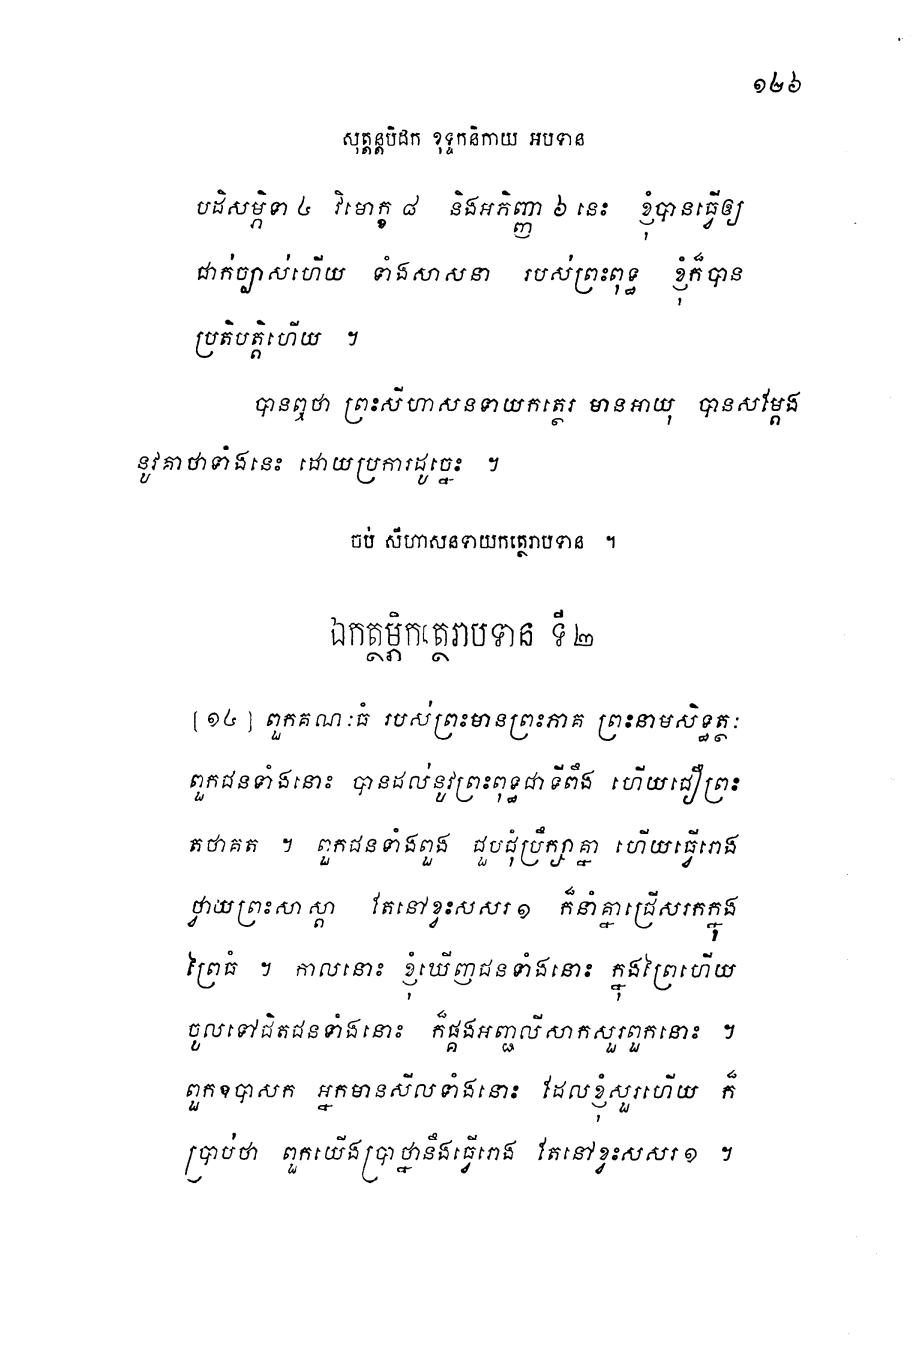 ១២៦
សុត្តន្តបិដក ខុទ្ទកនិកាយ អបទាន
បដិសម្ភិទា ៤ វិមោក្ខ ៨ និងអភិញ្ញា ៦ នេះ ខ្ញុំបានធ្វើឲ្យ
ជាក់ច្បាស់ហើយ ទាំងសាសនា របស់ព្រះពុទ្ធ ខ្ញុំក៏បាន
ប្រតិបត្តិហើយ ។
បានឮថា ព្រះសីហាសនទាយកត្ថេរ មានអាយុ បានសម្តែង
នូវគាថាទាំងនេះ ដោយប្រការដូច្នេះ ។
ចប់ សីហាសនទាយកត្ថេរាបទាន ។
ឯកត្ថម្ភិកត្ថេរាបទាន ទី២
[ ១៤ ] ពួកគណៈធំ របស់ព្រះមានព្រះភាគ ព្រះនាមសិទ្ធត្ថៈ
ពួកជនទាំងនោះ បានដល់នូវព្រះពុទ្ធជាទីពឹង ហើយជឿព្រះ
តថាគត ។ ពួកជនទាំងពួង ជួបជុំប្រឹក្សាគ្នា ហើយធ្វើរោង
ថ្វាយព្រះសាស្តា តែនៅខ្វះសសរ ១ ក៏នាំគ្នាជ្រើសរកក្នុង
ព្រៃធំ ។ កាលនោះ ខ្ញុំឃើញជនទាំងនោះ ក្នុងព្រៃហើយ
ចូលទៅជិតជនទាំងនោះ ក៏ផ្គងអញ្ជលីសាកសួរពួកនោះ ។
ពួកឧបាសក អ្នកមានសីលទាំងនោះ ដែលខ្ញុំសួរហើយ ក៏
ប្រាប់ថា ពួកយើងប្រាថ្នានឹងធ្វើរោង តែនៅខ្វះសសរ ១ ។